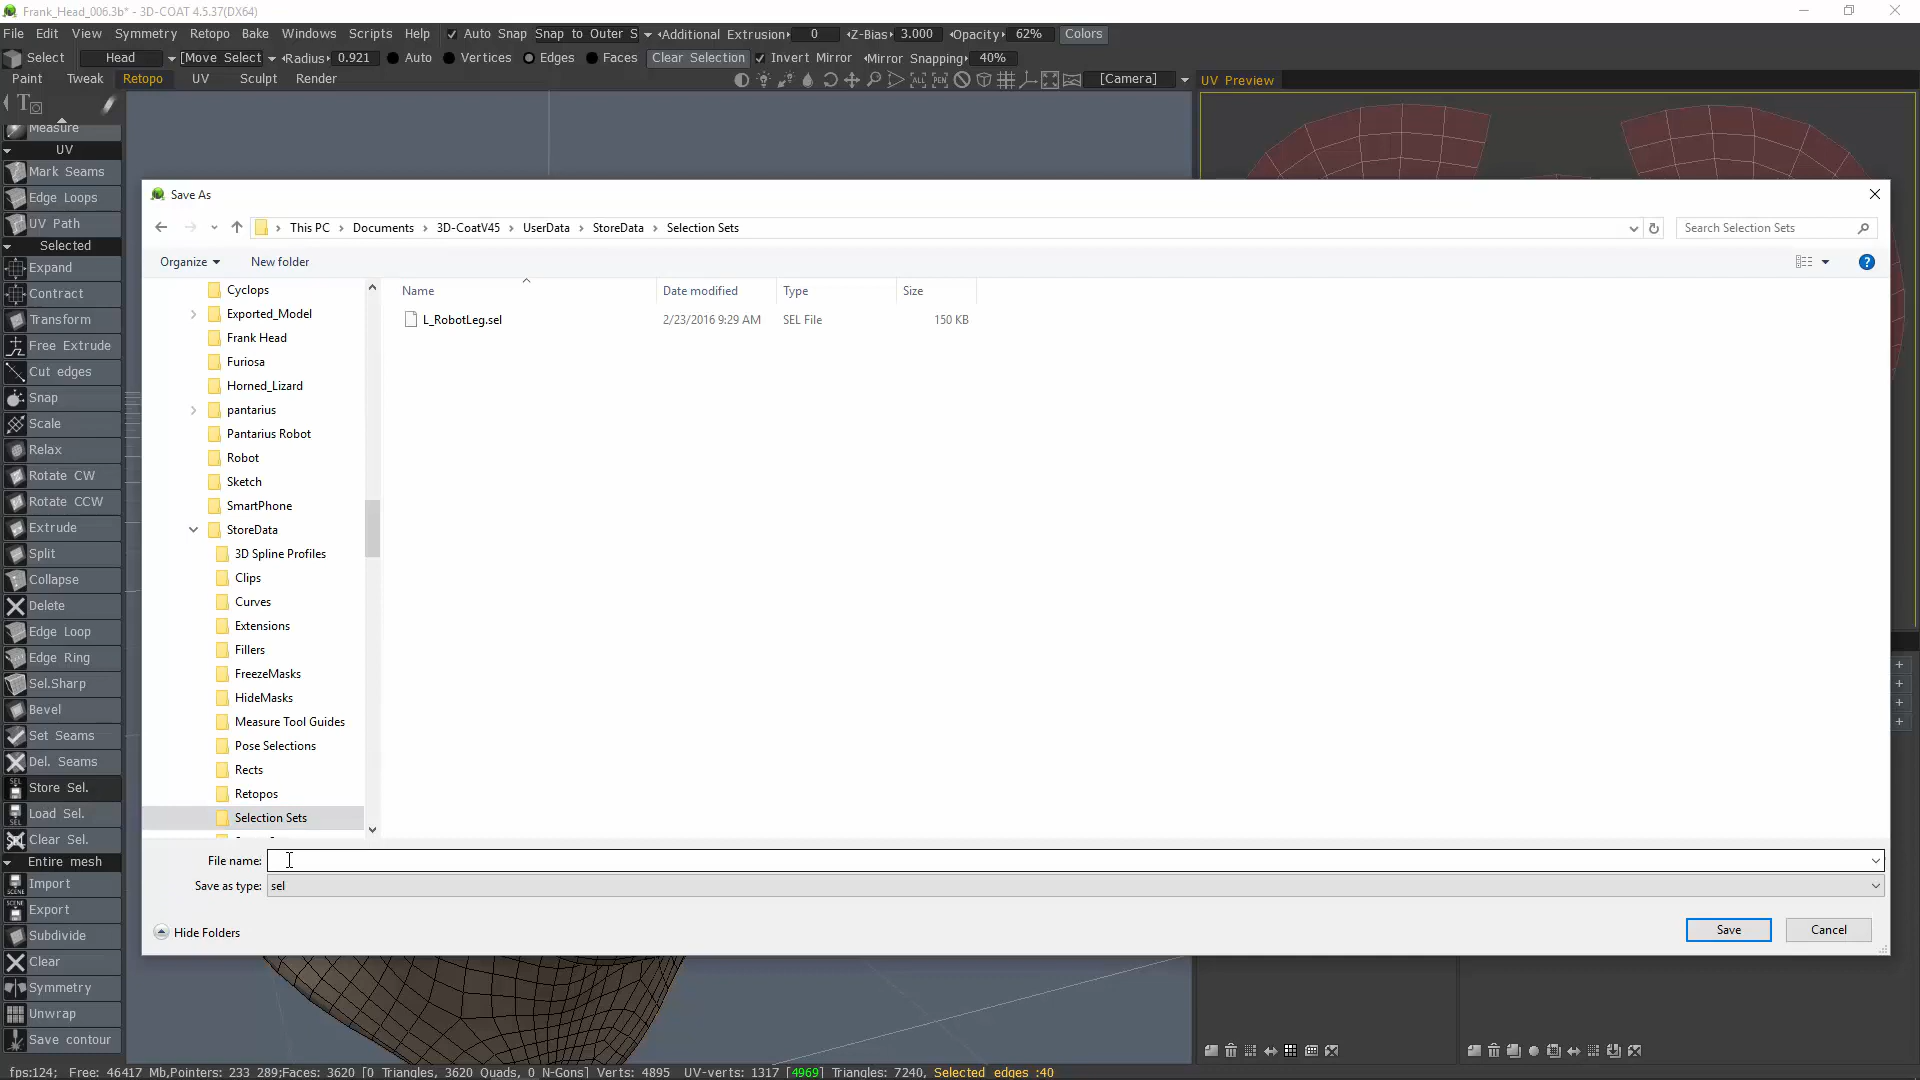 Frank_Head_006.3b* - 3D-COAT 4.5.37(DX64)
File Edit View Symmetry Retopo Bake Windows Scripts Help Auto Snap Snap to Outer S Additional Extrusion 0 Z-Bias 3.000 Opacity 62% Colors
Select Head [Move Select Radius 0.921 Auto Vertices Edges Faces Clear Selection Invert Mirror Mirror Snapping 40%
Paint Tweak Retopo UV Sculpt Render [Camera] UV Preview
Measure
UV
Mark Seams
Edge Loops
UV Path
Selected
Expand
Contract
Transform
Free Extrude
Cut edges
Snap
Scale
Relax
Rotate CW
Rotate CCW
Extrude
Split
Collapse
Delete
Edge Loop
Edge Ring
Sel.Sharp
Bevel
Set Seams
Del. Seams
Store Sel.
Load Sel.
Clear Sel.
Entire mesh
Import
Export
Subdivide
Clear
Symmetry
Unwrap
Save contour
Save As
This PC > Documents > 3D-CoatV45 > UserData > StoreData > Selection Sets
Search Selection Sets
Organize New folder
Cyclops
Exported_Model
Frank Head
Furiosa
Horned_Lizard
pantarius
Pantarius Robot
Robot
Sketch
SmartPhone
StoreData
3D Spline Profiles
Clips
Curves
Extensions
Fillers
FreezeMasks
HideMasks
Measure Tool Guides
Pose Selections
Rects
Retopos
Selection Sets
Name Date modified Type Size
L_RobotLeg.sel 2/23/2016 9:29 AM SEL File 150 KB
File name:
Save as type: sel
Hide Folders
Save Cancel
fps:124; Free: 46417 Mb,Pointers: 233 289;Faces: 3620 [0 Triangles, 3620 Quads, 0 N-Gons] Verts: 4895 UV-verts: 1317 [4969] Triangles: 7240, Selected edges :40